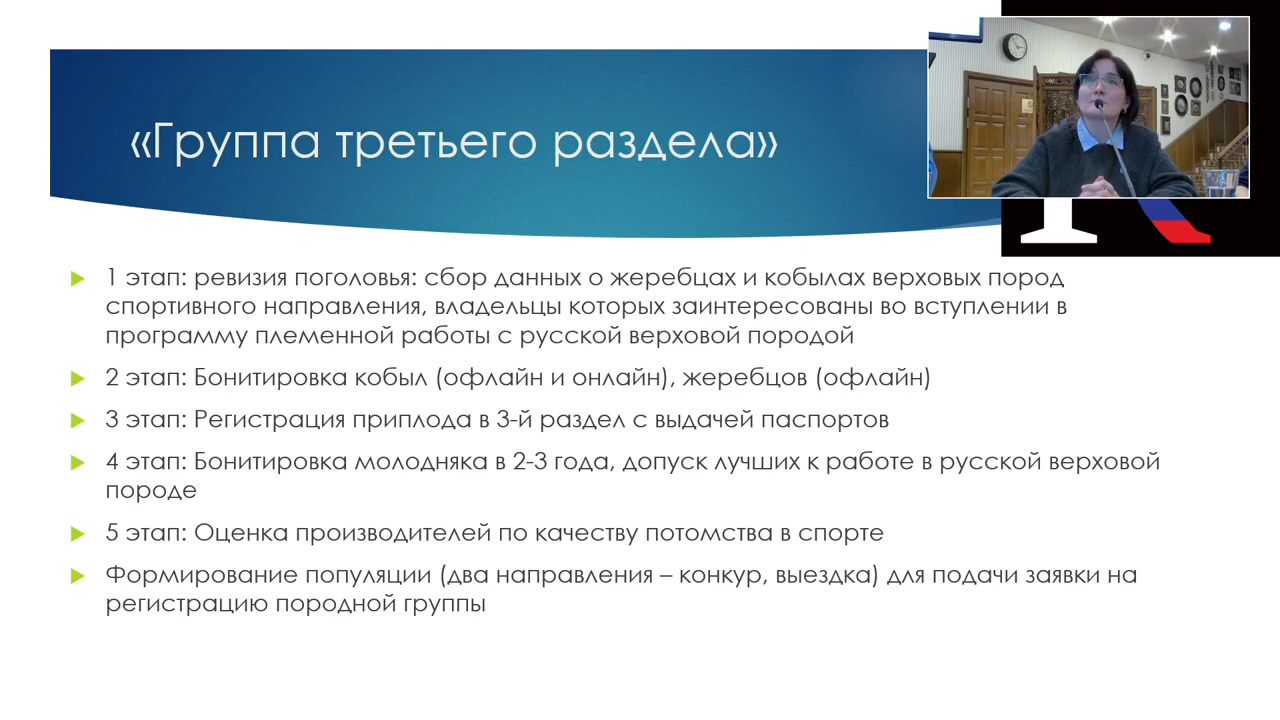 «Группа третьего раздела»
1 этап: ревизия поголовья: сбор данных о жеребцах и кобылах верховых пород
спортивного направления, владельцы которых заинтересованы во вступлении в
программу племенной работы с русской верховой породой
2 этап: Бонитировка кобыл (офлайн и онлайн), жеребцов (офлайн)
3 этап: Регистрация приплода в 3-й раздел с выдачей паспортов
4 этап: Бонитировка молодняка в 2-3 года, допуск лучших к работе в русской верховой
породе
5 этап: Оценка производителей по качеству потомства в спорте
Формирование популяции (два направления – конкур, выездка) для подачи заявки на
регистрацию породной группы